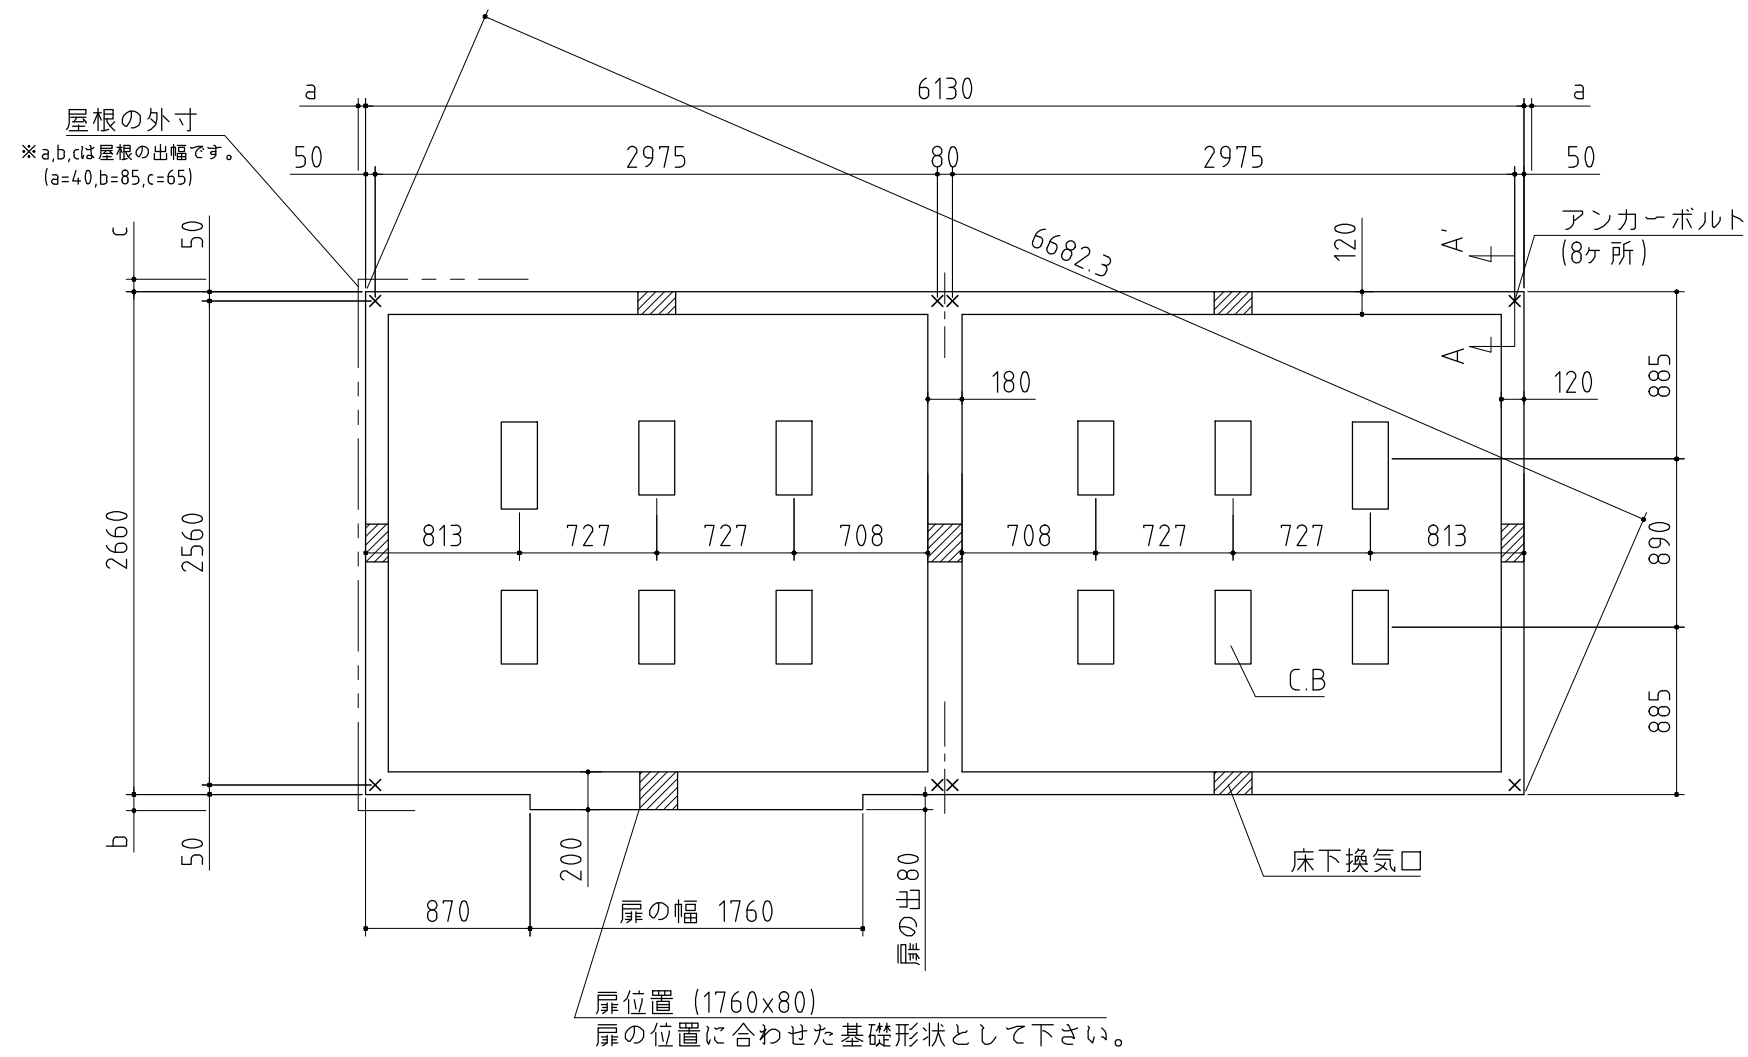 a
6130
a
屋根の外寸
※a,b,cは屋根の出幅です。
(a=40,b=85,c=65)
50
2975
80
2975
50
c
50
6682.3
120
A'
アンカーボルト
(8ヶ所)
A
180
120
885
2660
2560
813
727
727
708
708
727
727
813
890
C.B
885
b
50
200
扉の出80
床下換気口
870
扉の幅 1760
扉位置 (1760x80)
扉の位置に合わせた基礎形状として下さい。